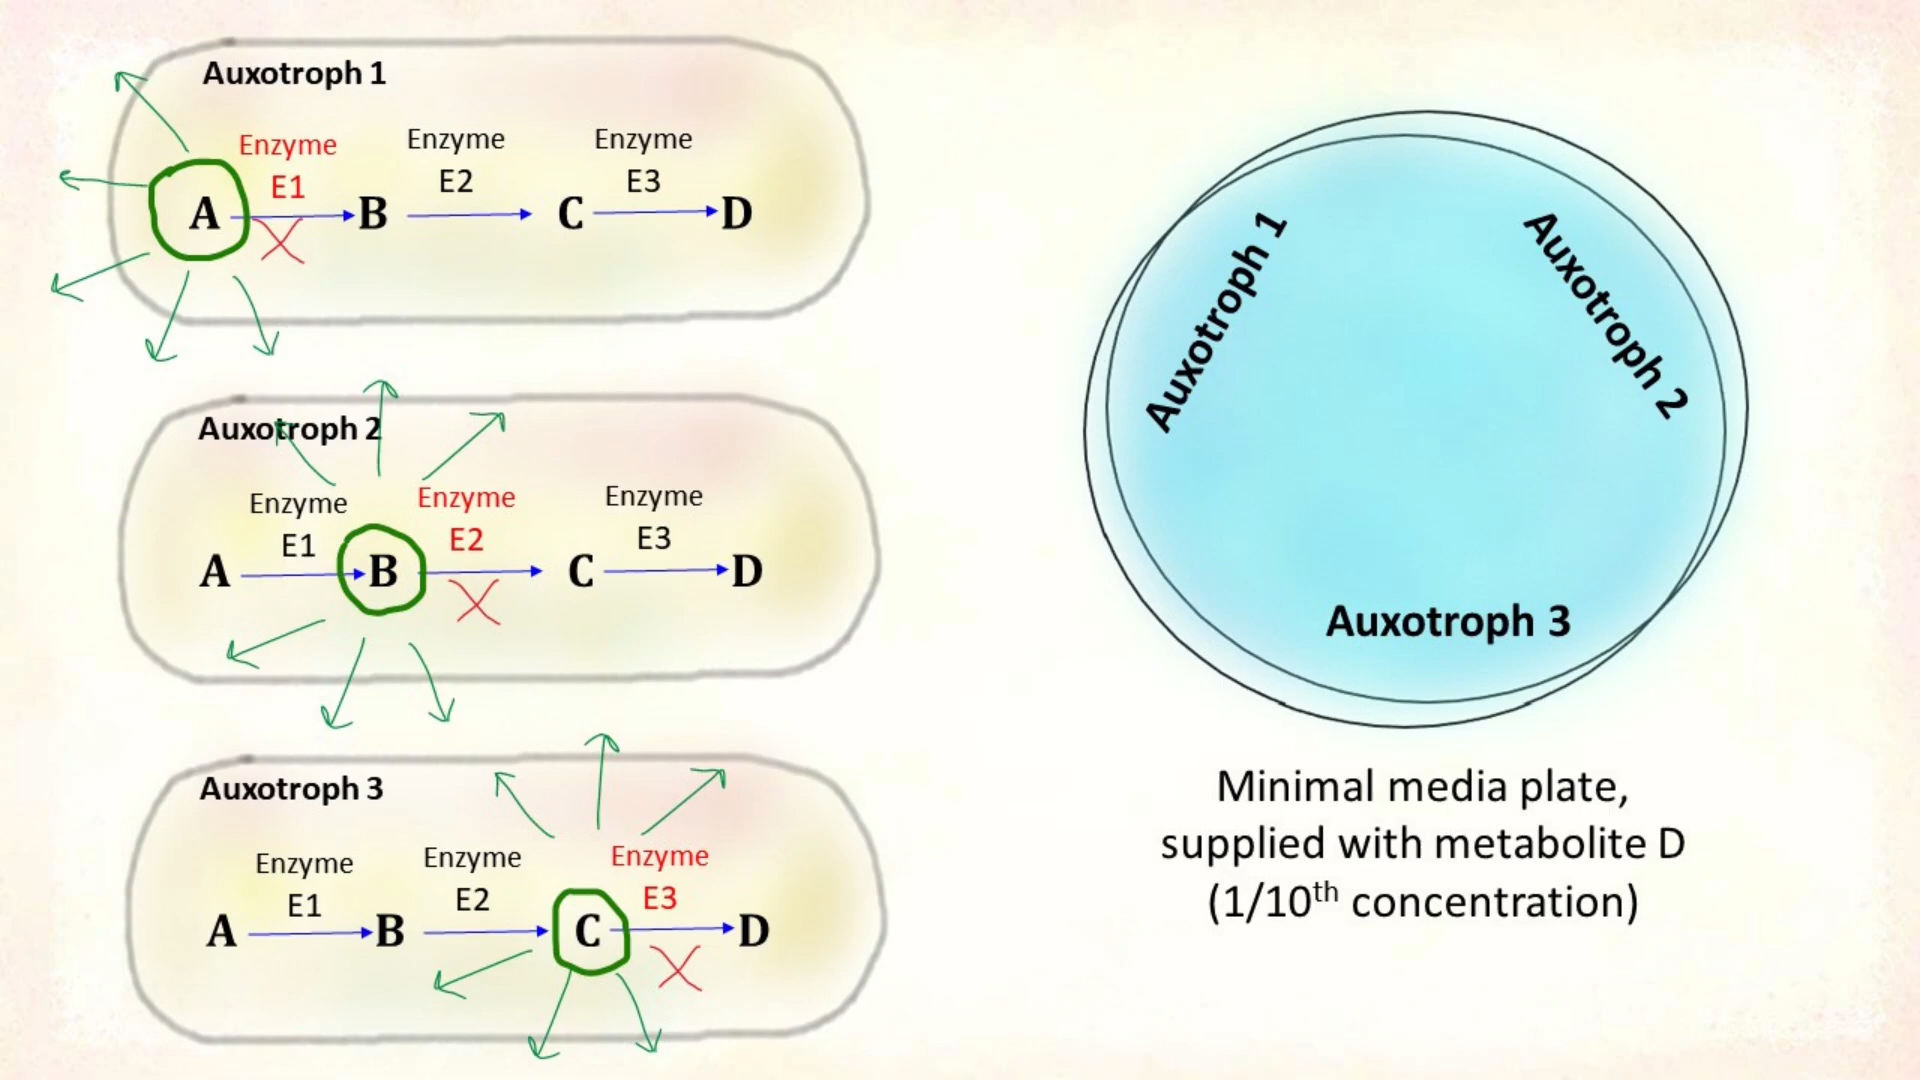 Auxotroph 1
Enzyme Enzyme Enzyme
E1 E2 E3
A B C D
Auxotroph 2
Enzyme Enzyme Enzyme
E1 E2 E3
A B C D
Auxotroph 3
Enzyme Enzyme Enzyme
E1 E2 E3
A B C D
Auxotroph 1
Auxotroph 2
Auxotroph 3
Minimal media plate,
supplied with metabolite D
(1/10th concentration)